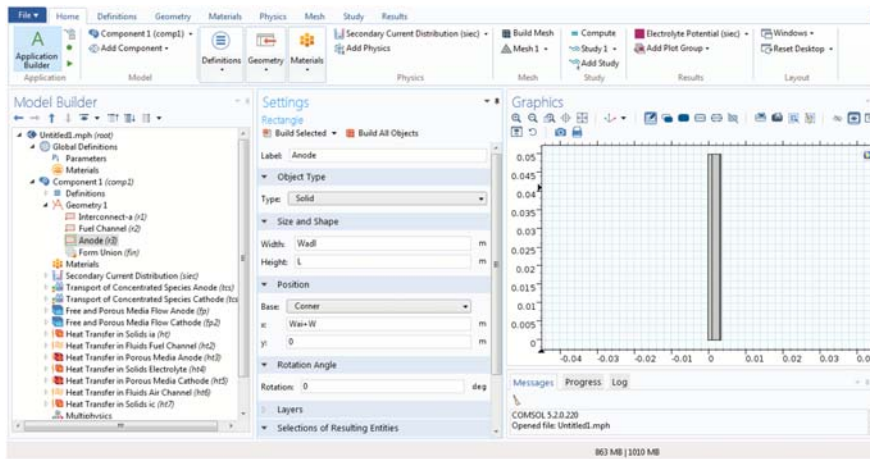 File
Home
Definitions
Geometry
Materials
Physics
Mesh
Study
Results
Application Builder
Application
Component 1 (comp1)
Add Component
Model
Definitions
Geometry
Materials
Secondary Current Distribution (siec)
Add Physics
Physics
Build Mesh
Mesh 1
Mesh
Compute
Study 1
Add Study
Study
Electrolyte Potential (siec)
Add Plot Group
Results
Windows
Reset Desktop
Layout
Model Builder
Untitled1.mph (root)
Global Definitions
Pi Parameters
Materials
Component 1 (comp1)
Definitions
Geometry 1
Interconnect-a (r1)
Fuel Channel (r2)
Anode (r3)
Form Union (fin)
Materials
Secondary Current Distribution (siec)
Transport of Concentrated Species Anode (tcs)
Transport of Concentrated Species Cathode (tcs
Free and Porous Media Flow Anode (fp)
Free and Porous Media Flow Cathode (fp2)
Heat Transfer in Solids ia (ht)
Heat Transfer in Fluids Fuel Channel (ht2)
Heat Transfer in Porous Media Anode (ht3)
Heat Transfer in Solids Electrolyte (ht4)
Heat Transfer in Porous Media Cathode (ht5)
Heat Transfer in Fluids Air Channel (ht6)
Heat Transfer in Solids ic (ht7)
Multiphysics
Settings
Rectangle
Build Selected
Build All Objects
Label: Anode
Object Type
Type: Solid
Size and Shape
Width: Wadl m
Height: L m
Position
Base: Corner
x: Wai+W m
y: 0 m
Rotation Angle
Rotation: 0 deg
Layers
Selections of Resulting Entities
Graphics
0.05
0.045
0.04
0.035
0.03
0.025
0.02
0.015
0.01
0.005
0
-0.04 -0.03 -0.02 -0.01 0 0.01 0.02 0.03 0.0
Messages Progress Log
COMSOL 5.2.0.220
Opened file: Untitled1.mph
863 MB | 1010 MB